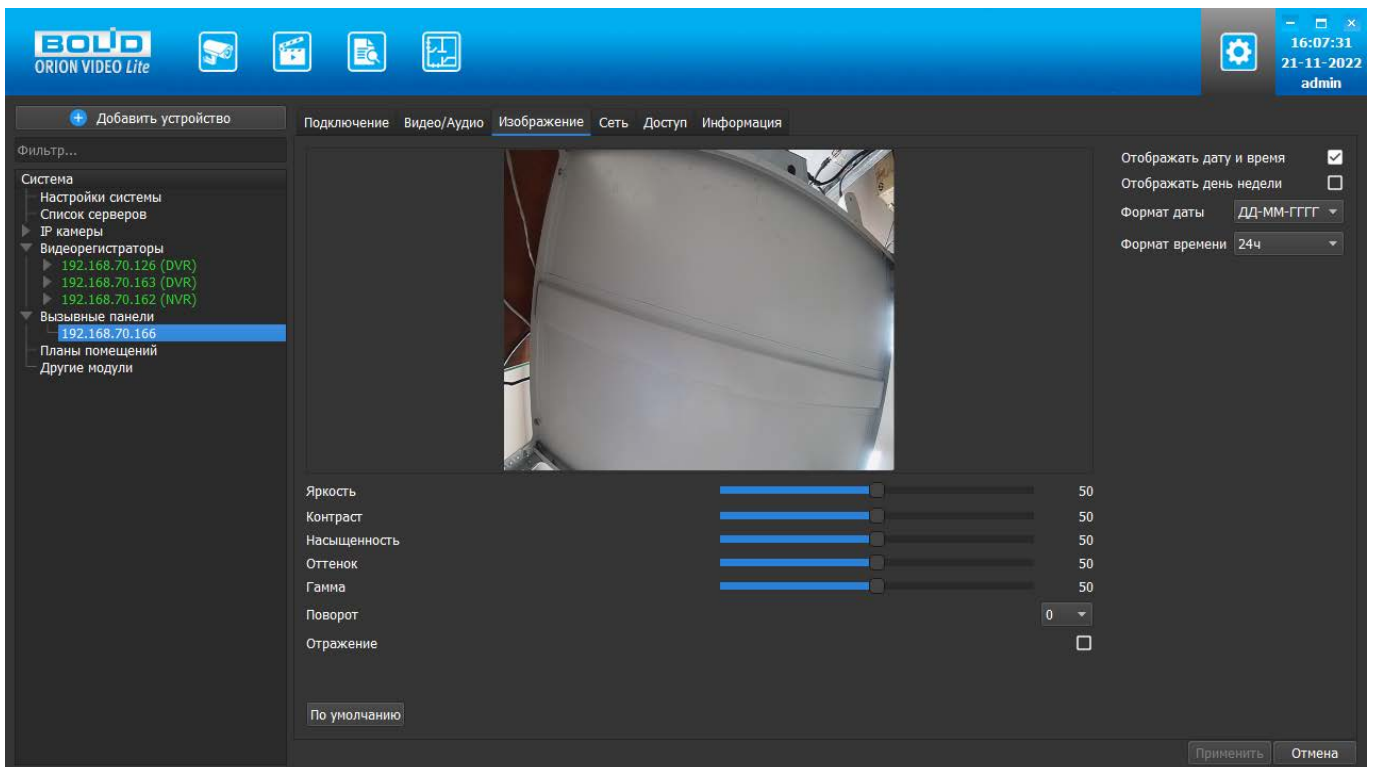 BOLID
ORION VIDEO Lite
16:07:31
21-11-2022
admin
Добавить устройство
Фильтр...
Система
Настройки системы
Список серверов
IP камеры
Видеорегистраторы
192.168.70.126 (DVR)
192.168.70.163 (DVR)
192.168.70.162 (NVR)
Вызывные панели
192.168.70.166
Планы помещений
Другие модули
Подключение Видео/Аудио Изображение Сеть Доступ Информация
Яркость 50
Контраст 50
Насыщенность 50
Оттенок 50
Гамма 50
Поворот 0
Отражение
По умолчанию
Отображать дату и время
Отображать день недели
Формат даты ДД-ММ-ГГГГ
Формат времени 24ч
Применить Отмена